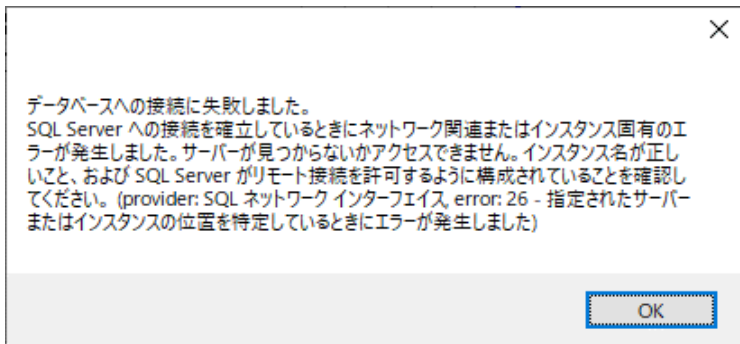 データベースへの接続に失敗しました。
SQL Server への接続を確立しているときにネットワーク関連またはインスタンス固有のエ
ラーが発生しました。サーバーが見つからないかアクセスできません。インスタンス名が正し
いこと、および SQL Server がリモート接続を許可するように構成されていることを確認し
てください。 (provider: SQL ネットワーク インターフェイス, error: 26 - 指定されたサーバー
またはインスタンスの位置を特定しているときにエラーが発生しました)
OK